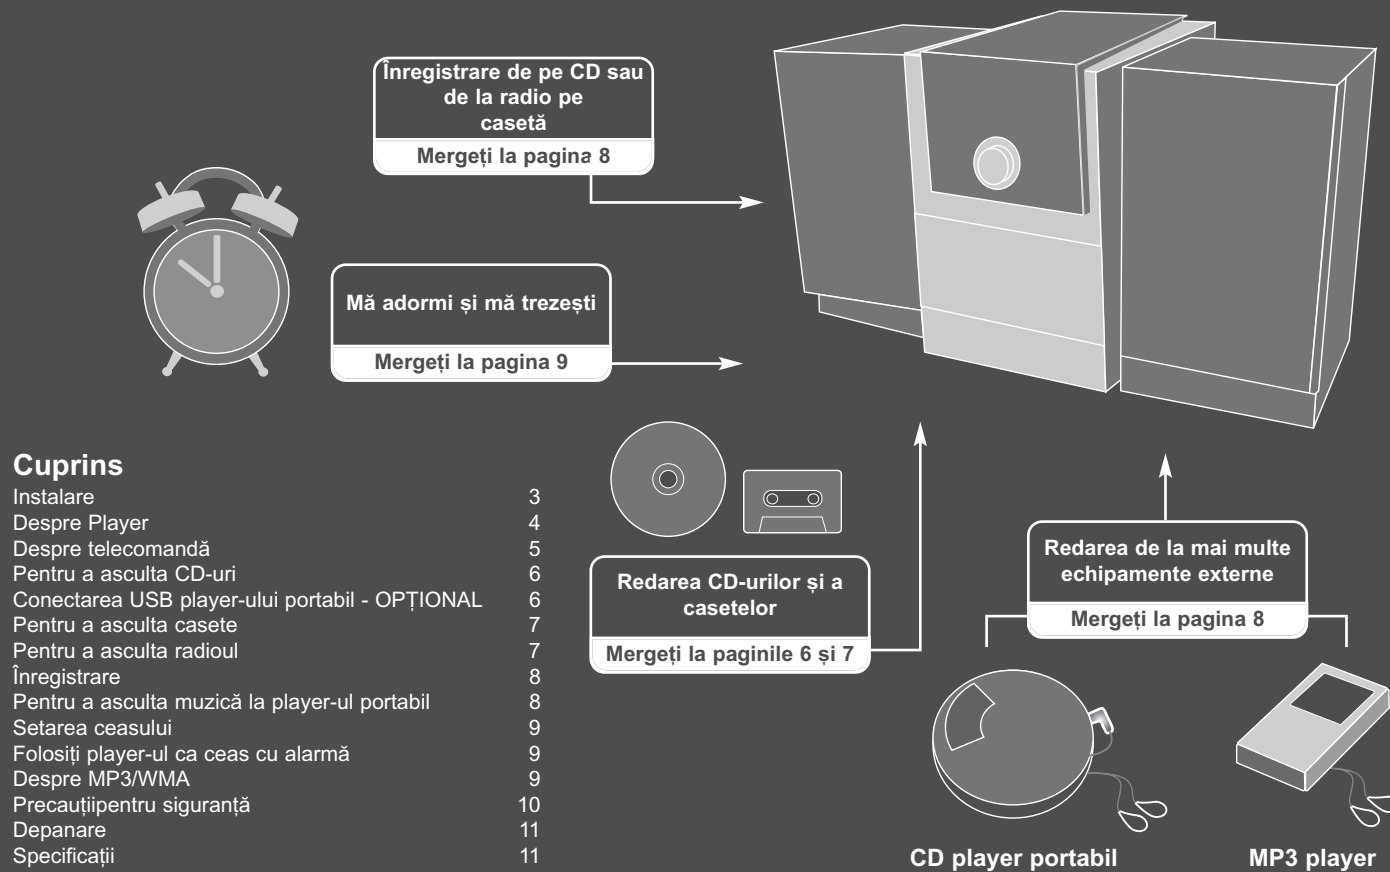 Înregistrare de pe CD sau
de la radio pe
casetă
Mergeți la pagina 8
Mă adormi și mă trezești
Mergeți la pagina 9
Cuprins
Instalare 3
Despre Player 4
Despre telecomandă 5
Pentru a asculta CD-uri 6
Conectarea USB player-ului portabil - OPȚIONAL 6
Pentru a asculta casete 7
Pentru a asculta radioul 7
Înregistrare 8
Pentru a asculta muzică la player-ul portabil 8
Setarea ceasului 9
Folosiți player-ul ca ceas cu alarmă 9
Despre MP3/WMA 9
Precauțiipentru siguranță 10
Depanare 11
Specificații 11
Redarea CD-urilor și a
casetelor
Mergeți la paginile 6 și 7
Redarea de la mai multe
echipamente externe
Mergeți la pagina 8
CD player portabil
MP3 player